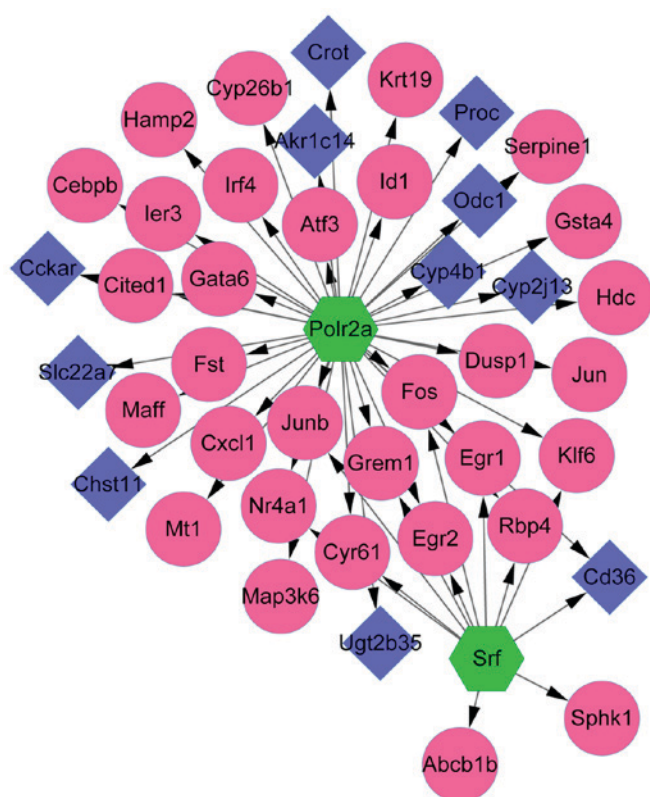 Crot
Krt19
Cyp26b1
Proc
Hamp2
Akr1c14
Serpine1
Irf4
Id1
Cebpb
Odc1
Ier3
Atf3
Gsta4
Cckar
Cited1
Gata6
Cyp4b1
Cyp2j13
Hdc
Polr2a
Slc22a7
Fst
Dusp1
Jun
Fos
Maff
Cxcl1
Junb
Klf6
Grem1
Egr1
Chst11
Nr4a1
Rbp4
Mt1
Cyr61
Egr2
Cd36
Map3k6
Ugt2b35
Srf
Sphk1
Abcb1b